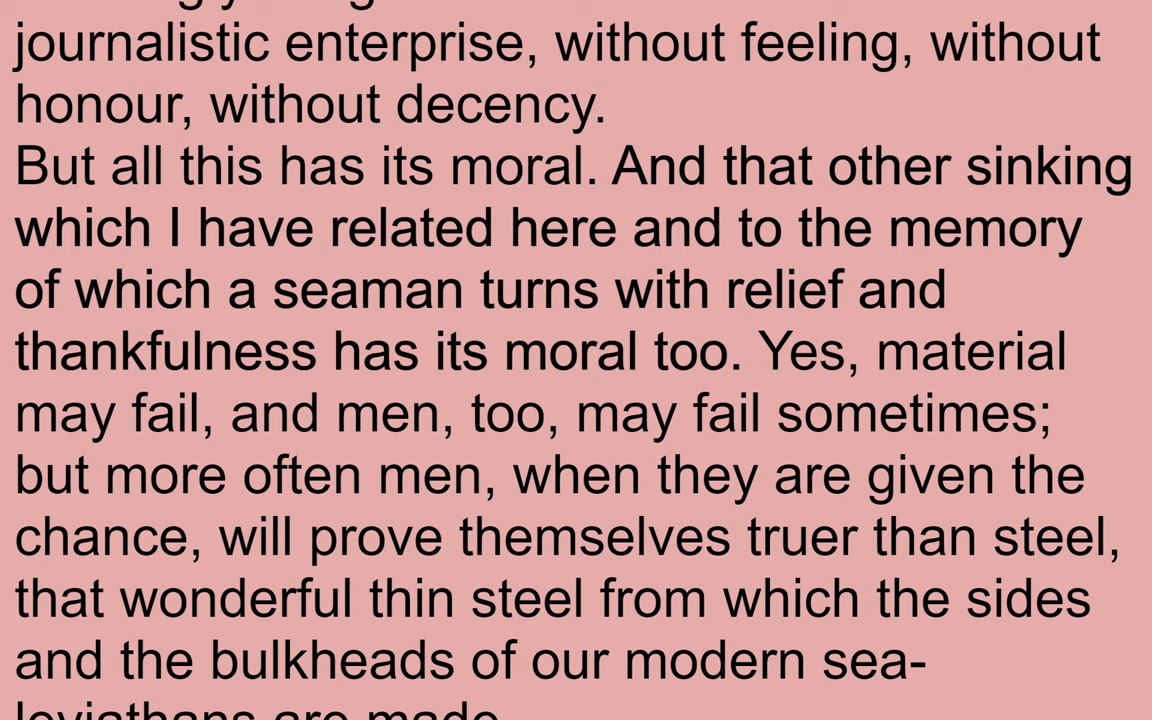 journalistic enterprise, without feeling, without
honour, without decency.
But all this has its moral. And that other sinking
which I have related here and to the memory
of which a seaman turns with relief and
thankfulness has its moral too. Yes, material
may fail, and men, too, may fail sometimes;
but more often men, when they are given the
chance, will prove themselves truer than steel,
that wonderful thin steel from which the sides
and the bulkheads of our modern sea-
leviathans are made.